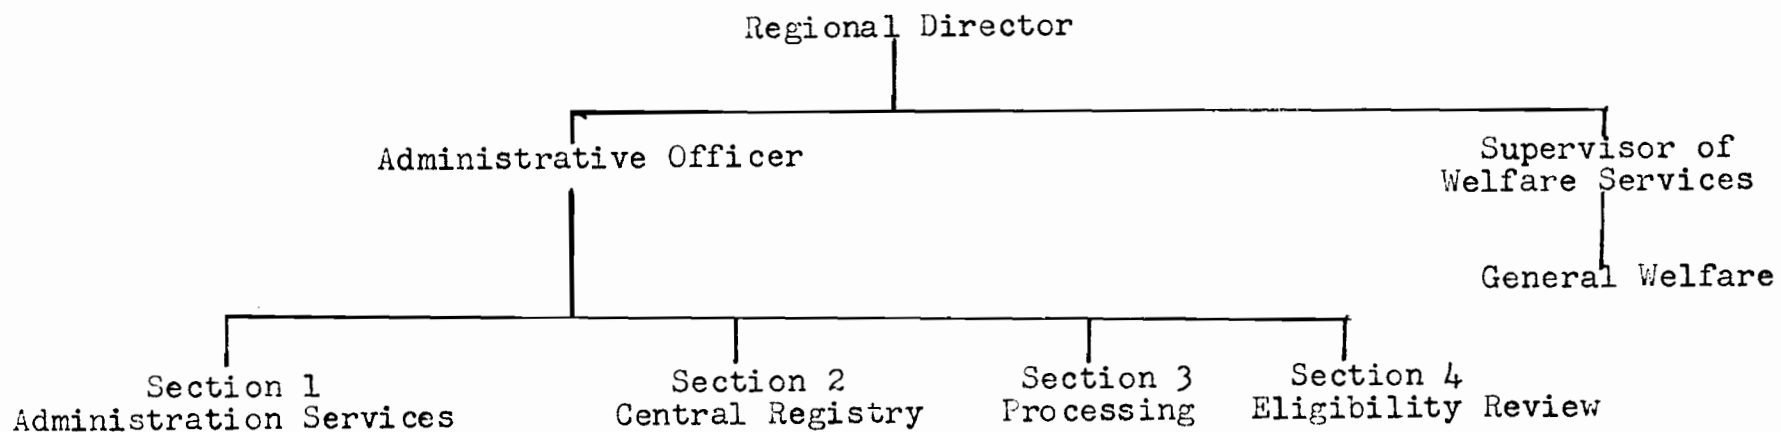 Regional Director
Administrative Officer
Supervisor of
Welfare Services
General Welfare
Section 1
Administration Services
Section 2
Central Registry
Section 3
Processing
Section 4
Eligibility Review